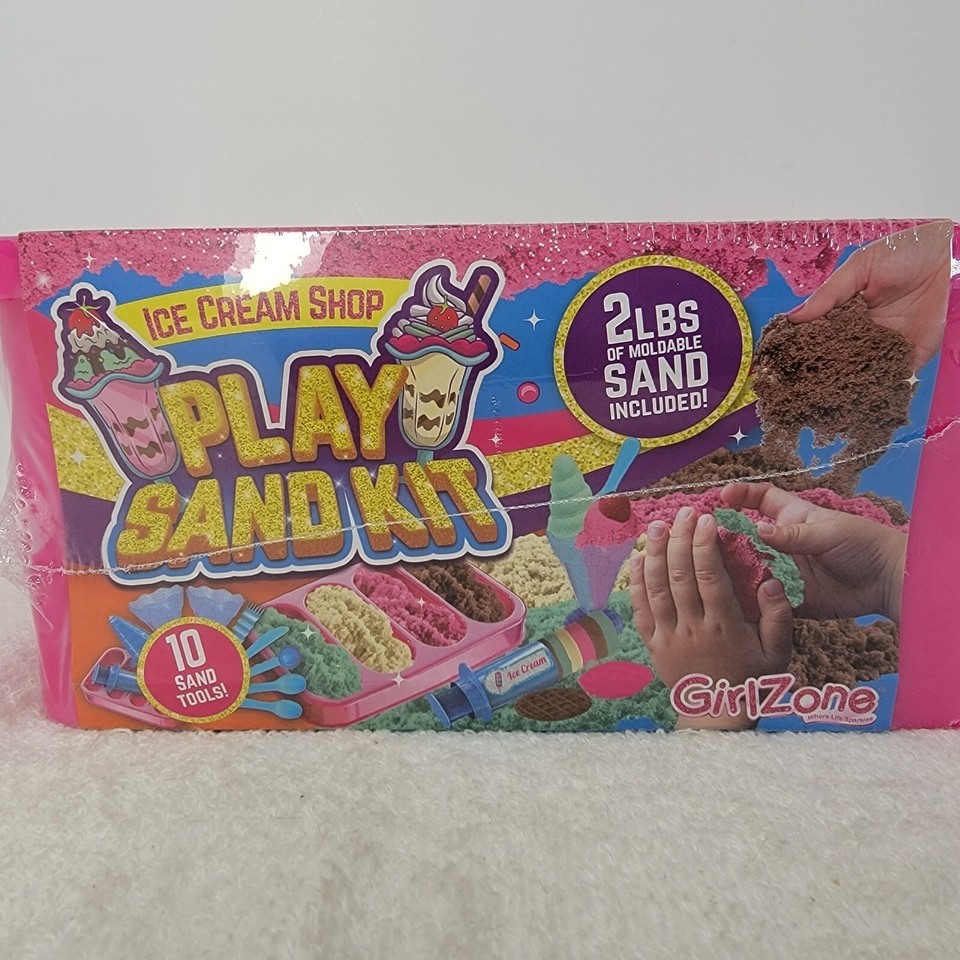 ICE CREAM SHOP
PLAY
SAND KIT
2LBS
OF MOLDABLE
SAND
INCLUDED!
10
SAND
TOOLS!
Ice Cream
GirlZone
Where Life Sparkles